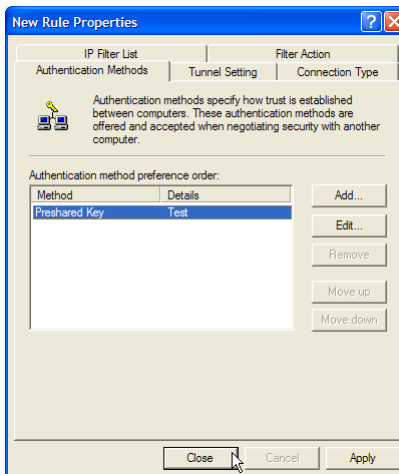 New Rule Properties
IP Filter List
Filter Action
Authentication Methods
Tunnel Setting
Connection Type
Authentication methods specify how trust is established
between computers. These authentication methods are
offered and accepted when negotiating security with another
computer.
Authentication method preference order:
Method Details
Preshared Key Test
Add...
Edit...
Remove
Move up
Move down
Close
Cancel
Apply